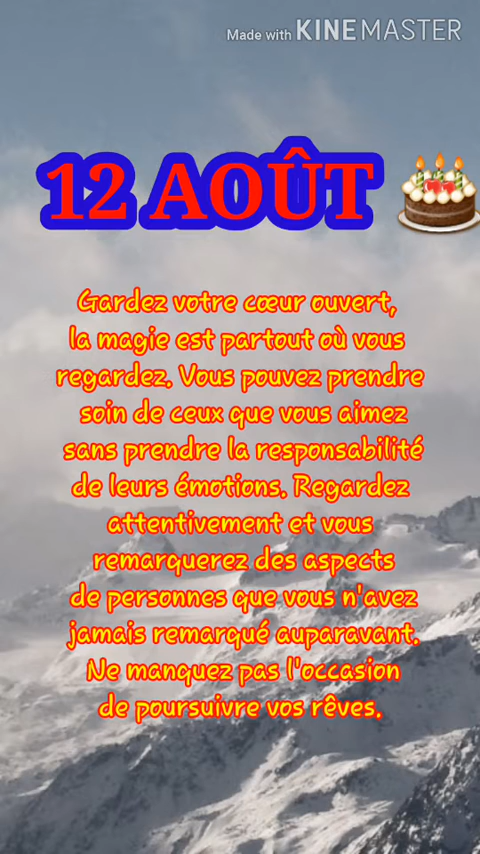 Made with KINEMASTER
12 AOÛT
Gardez votre cœur ouvert,
la magie est partout où vous
regardez. Vous pouvez prendre
soin de ceux que vous aimez
sans prendre la responsabilité
de leurs émotions. Regardez
attentivement et vous
remarquerez des aspects
de personnes que vous n'avez
jamais remarqué auparavant.
Ne manquez pas l'occasion
de poursuivre vos rêves.